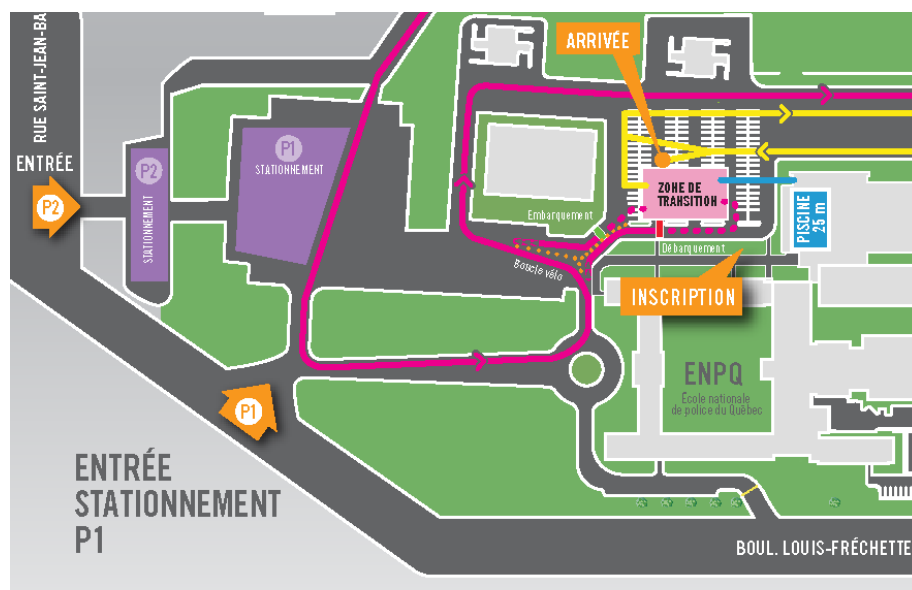 RUE SAINT-JEAN-BA
ENTRÉE
P2
P2
STATIONNEMENT
P1
STATIONNEMENT
ARRIVÉE
ZONE DE
TRANSITION
PISCINE
25 m
Embarquement
Débarquement
Boucle vélo
INSCRIPTION
ENPQ
École nationale
de police du Québec
P1
ENTRÉE
STATIONNEMENT
P1
BOUL. LOUIS-FRÉCHETTE